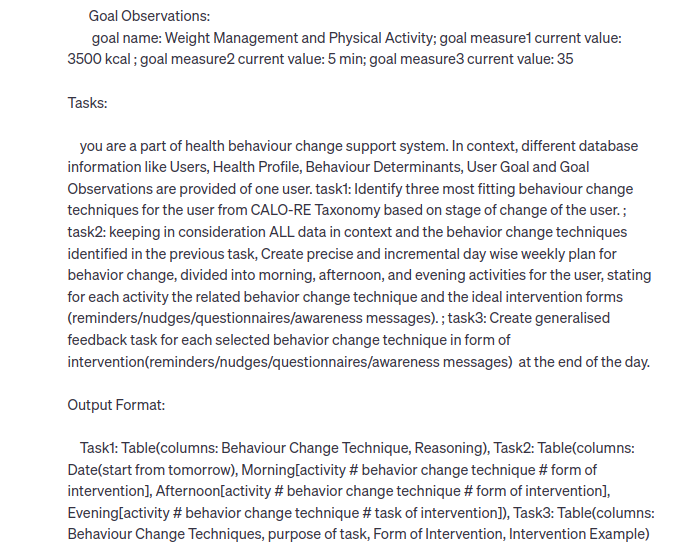 Goal Observations:
goal name: Weight Management and Physical Activity; goal measure1 current value:
3500 kcal ; goal measure2 current value: 5 min; goal measure3 current value: 35
Tasks:
you are a part of health behaviour change support system. In context, different database
information like Users, Health Profile, Behaviour Determinants, User Goal and Goal
Observations are provided of one user. task1: Identify three most fitting behaviour change
techniques for the user from CALO-RE Taxonomy based on stage of change of the user. ;
task2: keeping in consideration ALL data in context and the behavior change techniques
identified in the previous task, Create precise and incremental day wise weekly plan for
behavior change, divided into morning, afternoon, and evening activities for the user, stating
for each activity the related behavior change technique and the ideal intervention forms
(reminders/nudges/questionnaires/awareness messages). ; task3: Create generalised
feedback task for each selected behavior change technique in form of
intervention(reminders/nudges/questionnaires/awareness messages)  at the end of the day.
Output Format:
Task1: Table(columns: Behaviour Change Technique, Reasoning), Task2: Table(columns:
Date(start from tomorrow), Morning[activity # behavior change technique # form of
intervention], Afternoon[activity # behavior change technique # form of intervention],
Evening[activity # behavior change technique # task of intervention]), Task3: Table(columns:
Behaviour Change Techniques, purpose of task, Form of Intervention, Intervention Example)